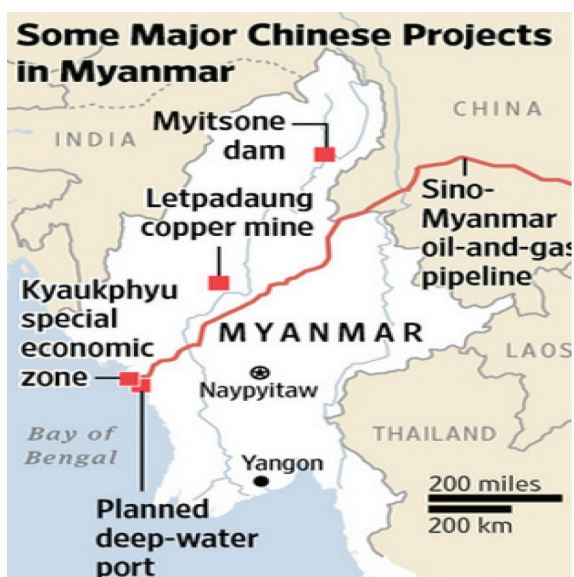 Some Major Chinese Projects
in Myanmar
CHINA
INDIA
Myitsone
dam
Letpadaung
copper mine
Sino-
Myanmar
oil-and-gas
pipeline
Kyaukphyu
special
economic
zone
MYANMAR
LAOS
Naypyitaw
THAILAND
Bay of
Bengal
Yangon
200 miles
200 km
Planned
deep-water
port